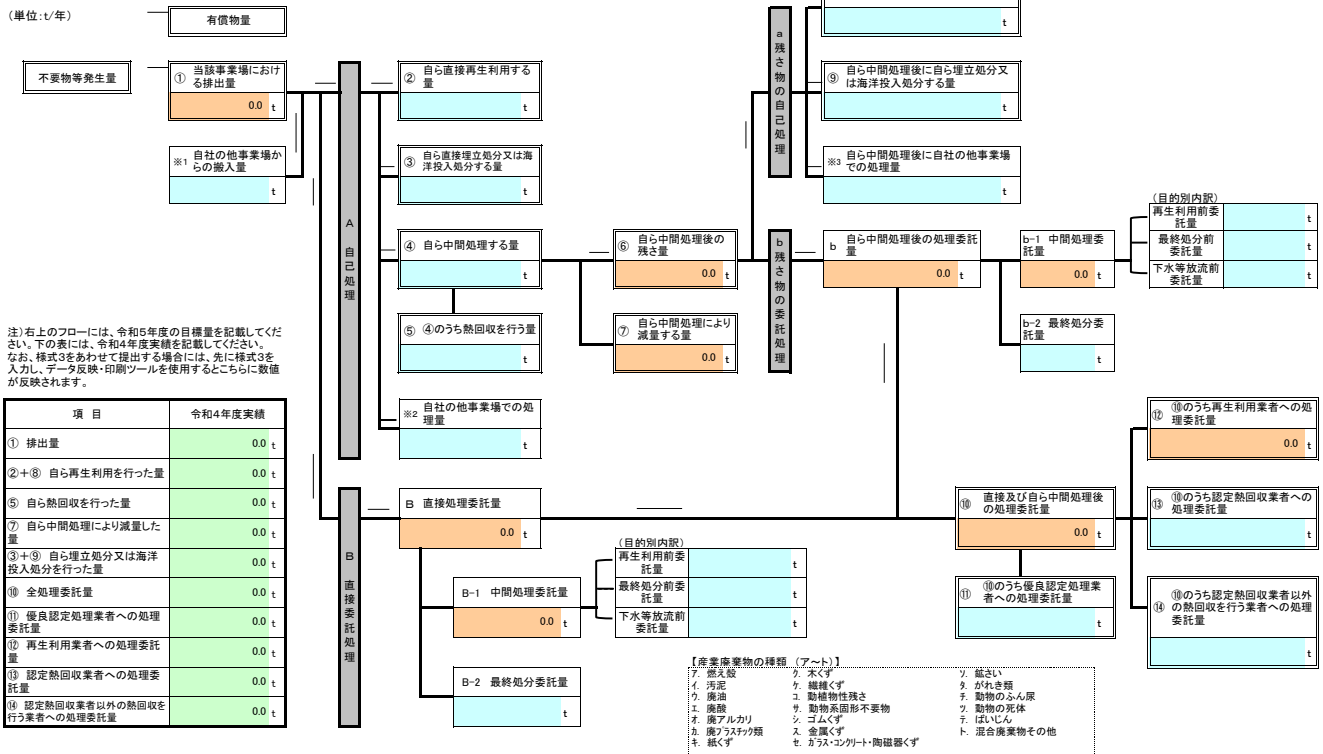 (単位:t/年)
有償物量
t
不要物等発生量
① 当該事業場におけ
る排出量
0.0 t
※1 自社の他事業場か
らの搬入量
t
A 自己処理
② 自ら直接再生利用する
量
t
③ 自ら直接埋立処分又は海
洋投入処分する量
t
④ 自ら中間処理する量
t
⑤ ④のうち熱回収を行う量
t
※2 自社の他事業場での処
理量
t
⑥ 自ら中間処理後の
残さ量
0.0 t
⑦ 自ら中間処理により
減量する量
0.0 t
a 残さ物の自己処理
⑨ 自ら中間処理後に自ら埋立処分又
は海洋投入処分する量
t
※3 自ら中間処理後に自社の他事業場
での処理量
t
b 残さ物の委託処理
b 自ら中間処理後の処理委託
量
0.0 t
b-1 中間処理委
託量
0.0 t
b-2 最終処分委
託量
t
(目的別内訳)
再生利用前委
託量
t
最終処分前
委託量
t
下水等放流前
委託量
t
注)右上のフローには、令和5年度の目標量を記載してくだ
さい。下の表には、令和4年度実績を記載してください。
なお、様式3をあわせて提出する場合には、先に様式3を
入力し、データ反映・印刷ツールを使用するとこちらに数値
が反映されます。
項 目 令和4年度実績
① 排出量 0.0 t
②+⑧ 自ら再生利用を行った量 0.0 t
⑤ 自ら熱回収を行った量 0.0 t
⑦ 自ら中間処理により減量した
量 0.0 t
③+⑨ 自ら埋立処分又は海洋
投入処分を行った量 0.0 t
⑩ 全処理委託量 0.0 t
⑪ 優良認定処理業者への処理
委託量 0.0 t
⑫ 再生利用業者への処理委託
量 0.0 t
⑬ 認定熱回収業者への処理委
託量 0.0 t
⑭ 認定熱回収業者以外の熱回収を
行う業者への処理委託量 0.0 t
B 直接委託処理
B 直接処理委託量
0.0 t
B-1 中間処理委託量
0.0 t
B-2 最終処分委託量
t
(目的別内訳)
再生利用前委
託量
t
最終処分前委
託量
t
下水等放流前
委託量
t
⑩ 直接及び自ら中間処理後
の処理委託量
0.0 t
⑪ ⑩のうち優良認定処理業
者への処理委託量
t
⑫ ⑩のうち再生利用業者への処
理委託量
0.0 t
⑬ ⑩のうち認定熱回収業者への
処理委託量
t
⑭ ⑩のうち認定熱回収業者以外
の熱回収を行う業者への処理
委託量
t
【産業廃棄物の種類 (ア～ト)】
ア. 燃え殻 ク. 木くず ソ. 鉱さい
イ. 汚泥 ケ. 繊維くず タ. がれき類
ウ. 廃油 コ. 動植物性残さ チ. 動物のふん尿
エ. 廃酸 サ. 動物系固形不要物 ツ. 動物の死体
オ. 廃アルカリ シ. ゴムくず テ. ばいじん
カ. 廃プラスチック類 ス. 金属くず ト. 混合廃棄物その他
キ. 紙くず セ. ガラス・コンクリート・陶磁器くず